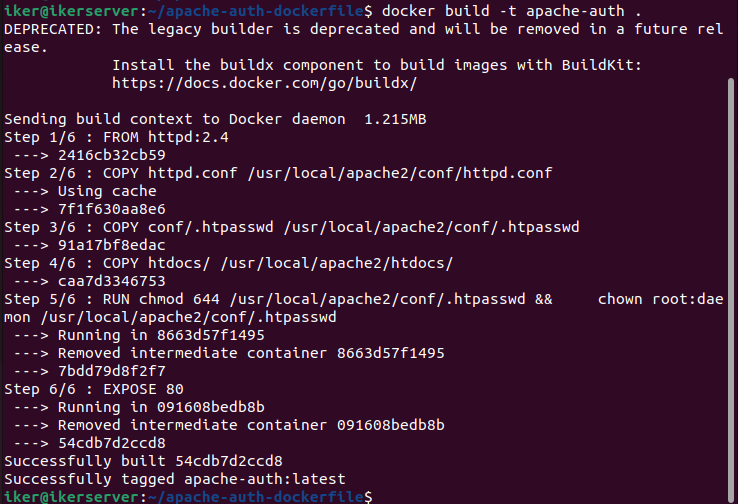 iker@ikerserver:~/apache-auth-dockerfile$ docker build -t apache-auth .
DEPRECATED: The legacy builder is deprecated and will be removed in a future rel
ease.
            Install the buildx component to build images with BuildKit:
            https://docs.docker.com/go/buildx/

Sending build context to Docker daemon  1.215MB
Step 1/6 : FROM httpd:2.4
 ---> 2416cb32cb59
Step 2/6 : COPY httpd.conf /usr/local/apache2/conf/httpd.conf
 ---> Using cache
 ---> 7f1f630aa8e6
Step 3/6 : COPY conf/.htpasswd /usr/local/apache2/conf/.htpasswd
 ---> 91a17bf8edac
Step 4/6 : COPY htdocs/ /usr/local/apache2/htdocs/
 ---> caa7d3346753
Step 5/6 : RUN chmod 644 /usr/local/apache2/conf/.htpasswd &&     chown root:dae
mon /usr/local/apache2/conf/.htpasswd
 ---> Running in 8663d57f1495
 ---> Removed intermediate container 8663d57f1495
 ---> 7bdd79d8f2f7
Step 6/6 : EXPOSE 80
 ---> Running in 091608bedb8b
 ---> Removed intermediate container 091608bedb8b
 ---> 54cdb7d2ccd8
Successfully built 54cdb7d2ccd8
Successfully tagged apache-auth:latest
iker@ikerserver:~/apache-auth-dockerfile$